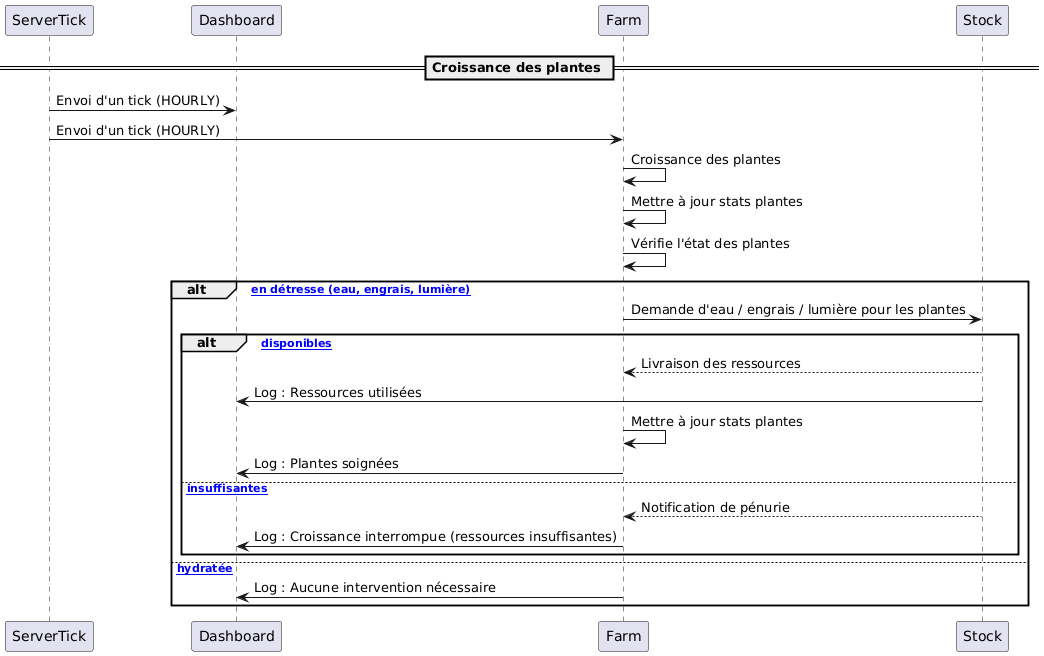 ServerTick
Dashboard
Farm
Stock
Croissance des plantes
Envoi d'un tick (HOURLY)
Envoi d'un tick (HOURLY)
Croissance des plantes
Mettre à jour stats plantes
Vérifie l'état des plantes
alt
en détresse (eau, engrais, lumière)
Demande d'eau / engrais / lumière pour les plantes
alt
disponibles
Livraison des ressources
Log : Ressources utilisées
Mettre à jour stats plantes
Log : Plantes soignées
insuffisantes
Notification de pénurie
Log : Croissance interrompue (ressources insuffisantes)
hydratée
Log : Aucune intervention nécessaire
ServerTick
Dashboard
Farm
Stock